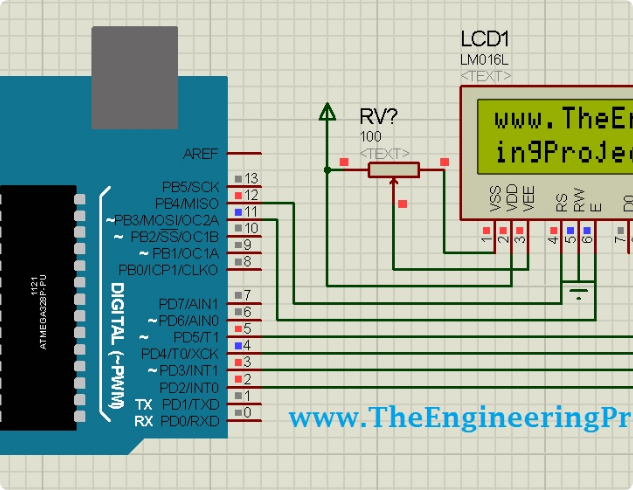 LCD1
LM016L
<TEXT>
RV?
100
<TEXT>
www.TheEn
ingProjec
VSS
VDD
VEE
RS
RW
E
D0
1
2
3
4
5
6
7
AREF
PB5/SCK 13
PB4/MISO 12
~PB3/MOSI/OC2A 11
~ PB2/SS/OC1B 10
~ PB1/OC1A 9
PB0/ICP1/CLKO 8
PD7/AIN1 7
~ PD6/AIN0 6
~ PD5/T1 5
PD4/T0/XCK 4
~ PD3/INT1 3
PD2/INT0 2
TX PD1/TXD 1
RX PD0/RXD 0
DIGITAL (~PWM)
1121
ATMEGA328P-PU
www.TheEngineeringPr